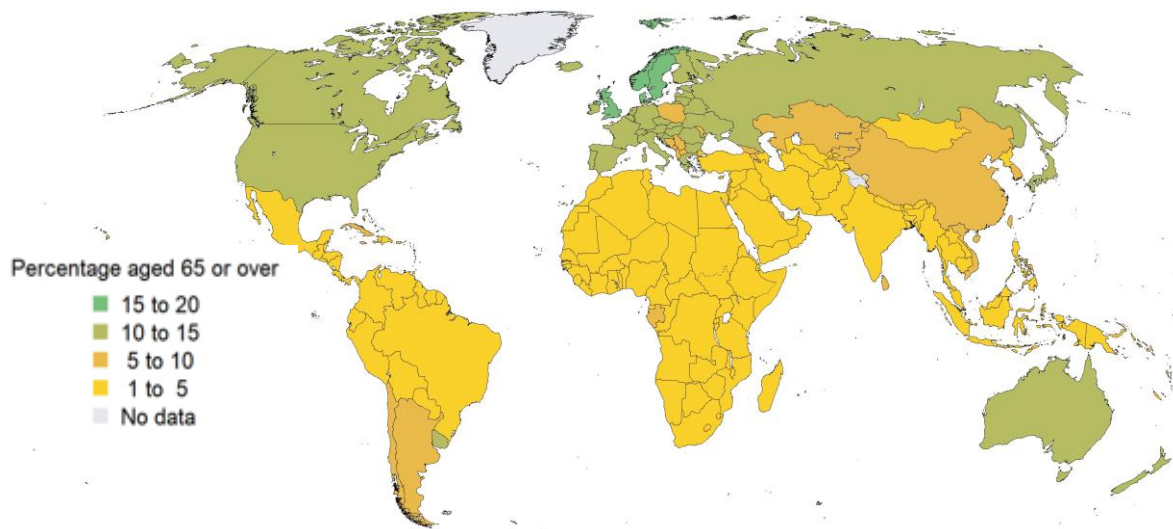 Percentage aged 65 or over
15 to 20
10 to 15
5 to 10
1 to 5
No data